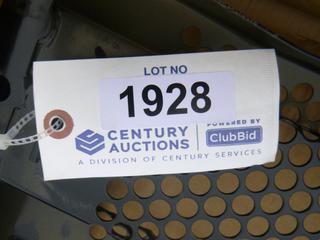 LOT NO
1928
CENTURY AUCTIONS
POWERED BY
ClubBid
A DIVISION OF CENTURY SERVICES